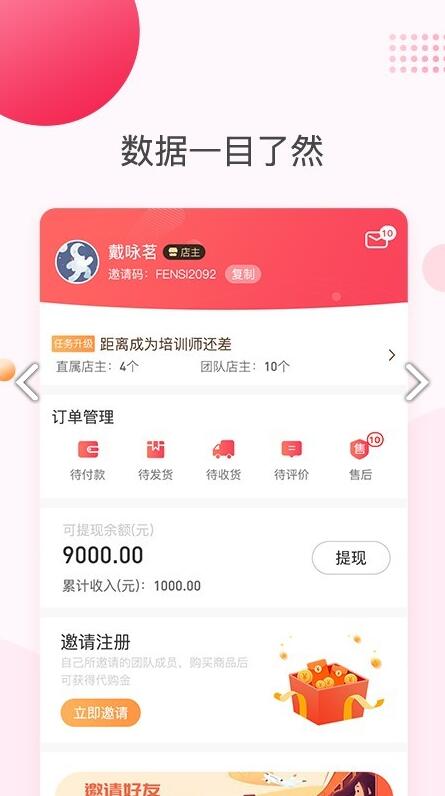 数据一目了然
10
戴咏茗 店主
邀请码：FENSI2092 复制
任务升级 距离成为培训师还差
直属店主：4个 团队店主：10个
订单管理
售 10
待付款 待发货 待收货 待评价 售后
可提现余额(元)
9000.00
提现
累计收入(元)：1000.00
邀请注册
自己所邀请的团队成员，购买商品后
可获得代购金
立即邀请
邀请好友